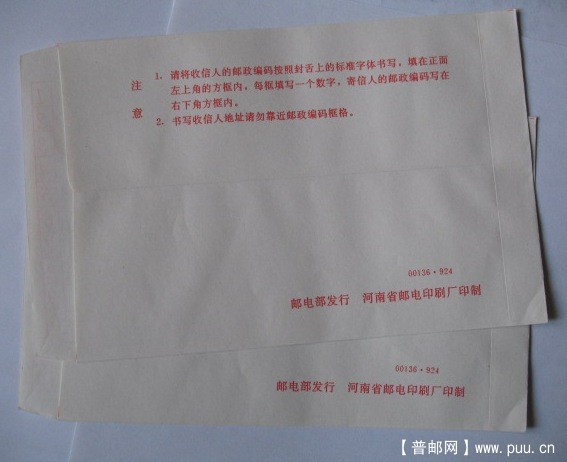 注
意
1. 请将收信人的邮政编码按照封舌上的标准字体书写，填在正面
左上角的方框内，每框填写一个数字，寄信人的邮政编码写在
右下角方框内。
2. 书写收信人地址请勿靠近邮政编码框格。
60136·924
邮电部发行 河南省邮电印刷厂印制
60136·924
邮电部发行 河南省邮电印刷厂印制
【普邮网】www.puu.cn